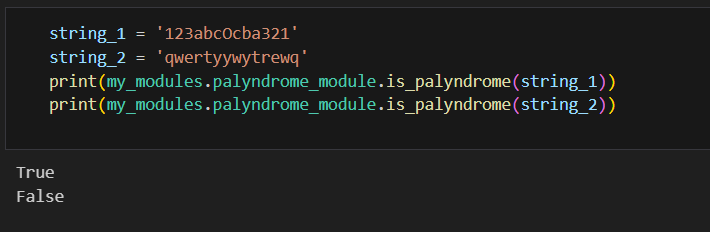 string_1 = '123abcOcba321'
string_2 = 'qwertyywytrewq'
print(my_modules.palyndrome_module.is_palyndrome(string_1))
print(my_modules.palyndrome_module.is_palyndrome(string_2))
True
False